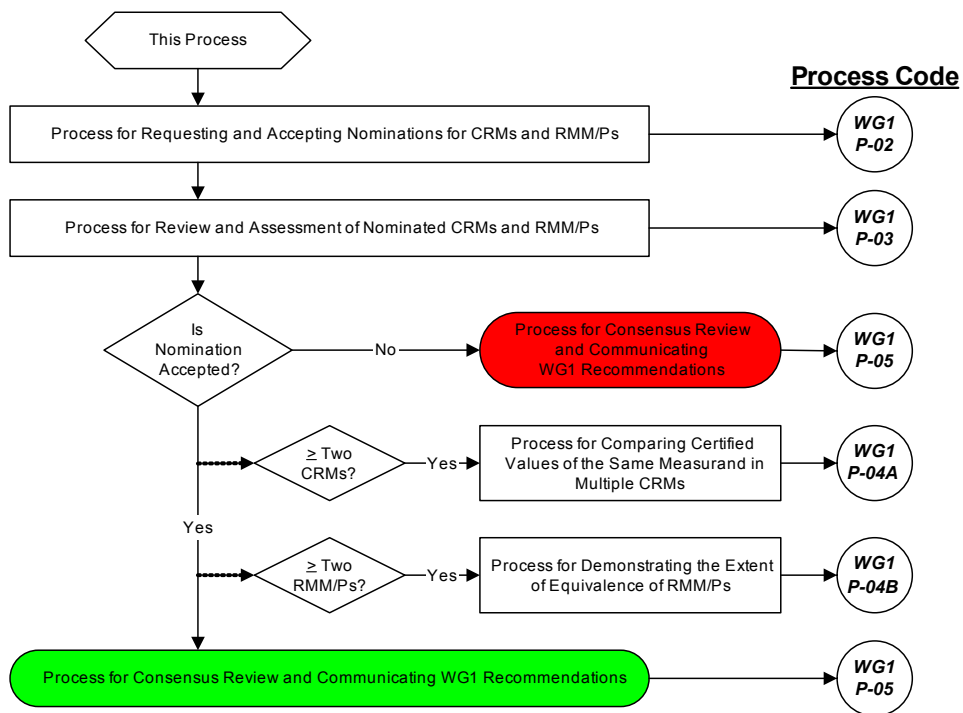 This Process
Process Code
Process for Requesting and Accepting Nominations for CRMs and RMM/Ps
WG1
P-02
Process for Review and Assessment of Nominated CRMs and RMM/Ps
WG1
P-03
Is
Nomination
Accepted?
No
Process for Consensus Review
and Communicating
WG1 Recommendations
WG1
P-05
≥ Two
CRMs?
Yes
Process for Comparing Certified
Values of the Same Measurand in
Multiple CRMs
WG1
P-04A
Yes
≥ Two
RMM/Ps?
Yes
Process for Demonstrating the Extent
of Equivalence of RMM/Ps
WG1
P-04B
Process for Consensus Review and Communicating WG1 Recommendations
WG1
P-05